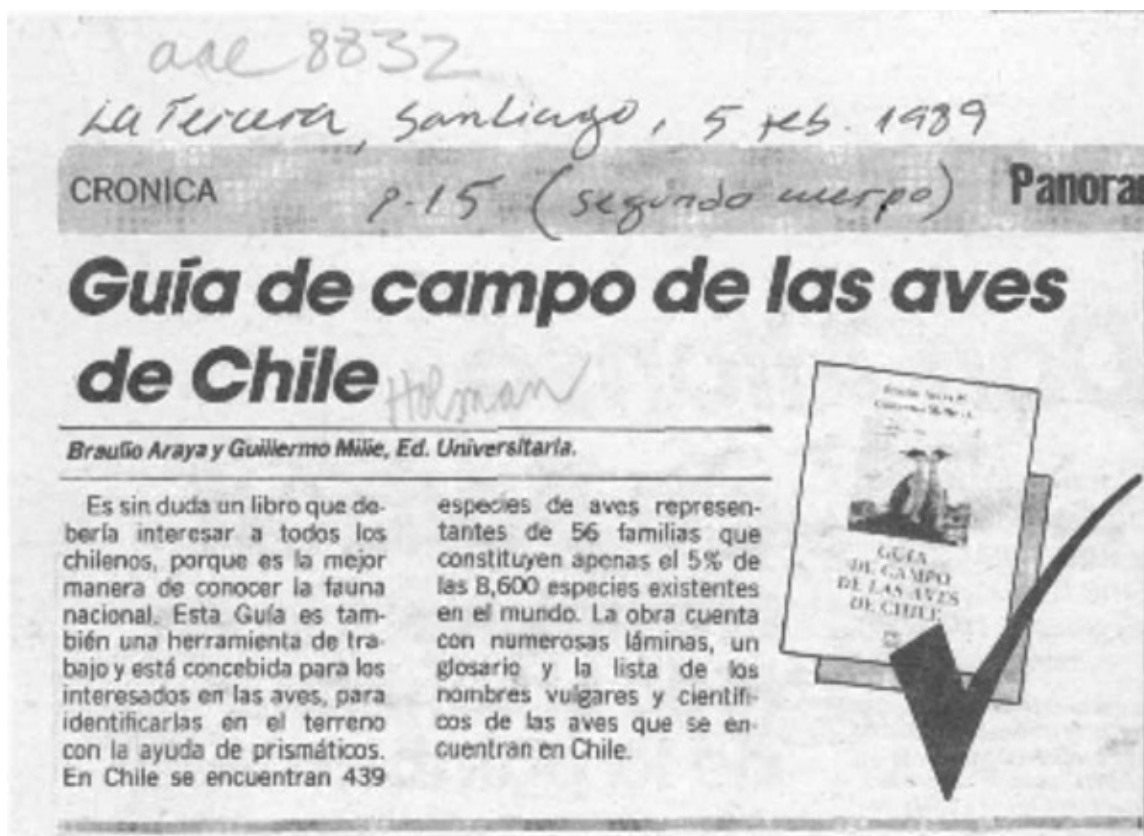 aae 8832
La Tercera, Santiago, 5 feb. 1989
CRONICA
p-15 (segundo cuerpo)
Panora
Guía de campo de las aves
de Chile
Holman
Braulio Araya y Guillermo Milie, Ed. Universitaria.
Es sin duda un libro que de-
bería interesar a todos los
chilenos, porque es la mejor
manera de conocer la fauna
nacional. Esta Guía es tam-
bién una herramienta de tra-
bajo y está concebida para los
interesados en las aves, para
identificarlas en el terreno
con la ayuda de prismáticos.
En Chile se encuentran 439
especies de aves represen-
tantes de 56 familias que
constituyen apenas el 5% de
las 8,600 especies existentes
en el mundo. La obra cuenta
con numerosas láminas, un
glosario y la lista de los
nombres vulgares y científi-
cos de las aves que se en-
cuentran en Chile.
GUIA
DE CAMPO
DE LAS AVES
DE CHILE